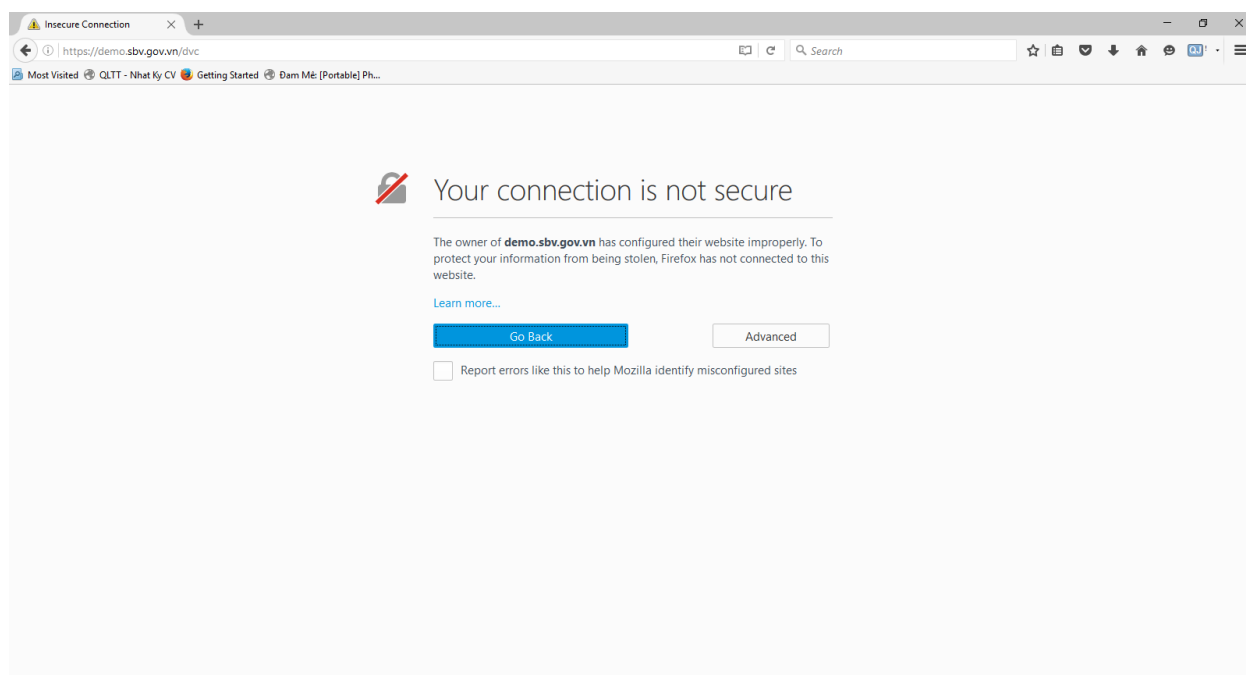 Insecure Connection
https://demo.sbv.gov.vn/dvc
Search
Most Visited QLTT - Nhat Ky CV Getting Started Đam Mê: [Portable] Ph...
Your connection is not secure
The owner of demo.sbv.gov.vn has configured their website improperly. To
protect your information from being stolen, Firefox has not connected to this
website.
Learn more...
Go Back Advanced
Report errors like this to help Mozilla identify misconfigured sites